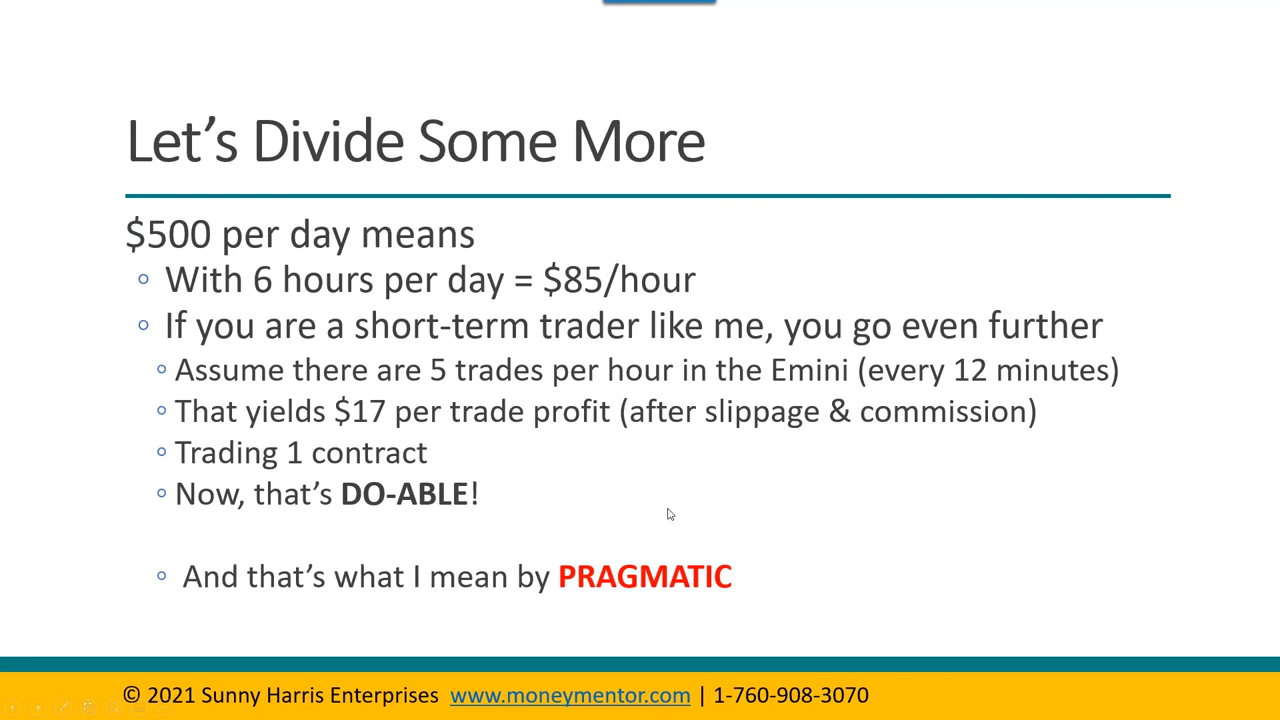 Let’s Divide Some More
$500 per day means
◦ With 6 hours per day = $85/hour
◦ If you are a short-term trader like me, you go even further
◦ Assume there are 5 trades per hour in the Emini (every 12 minutes)
◦ That yields $17 per trade profit (after slippage & commission)
◦ Trading 1 contract
◦ Now, that’s DO-ABLE!
◦ And that’s what I mean by PRAGMATIC
© 2021 Sunny Harris Enterprises www.moneymentor.com | 1-760-908-3070